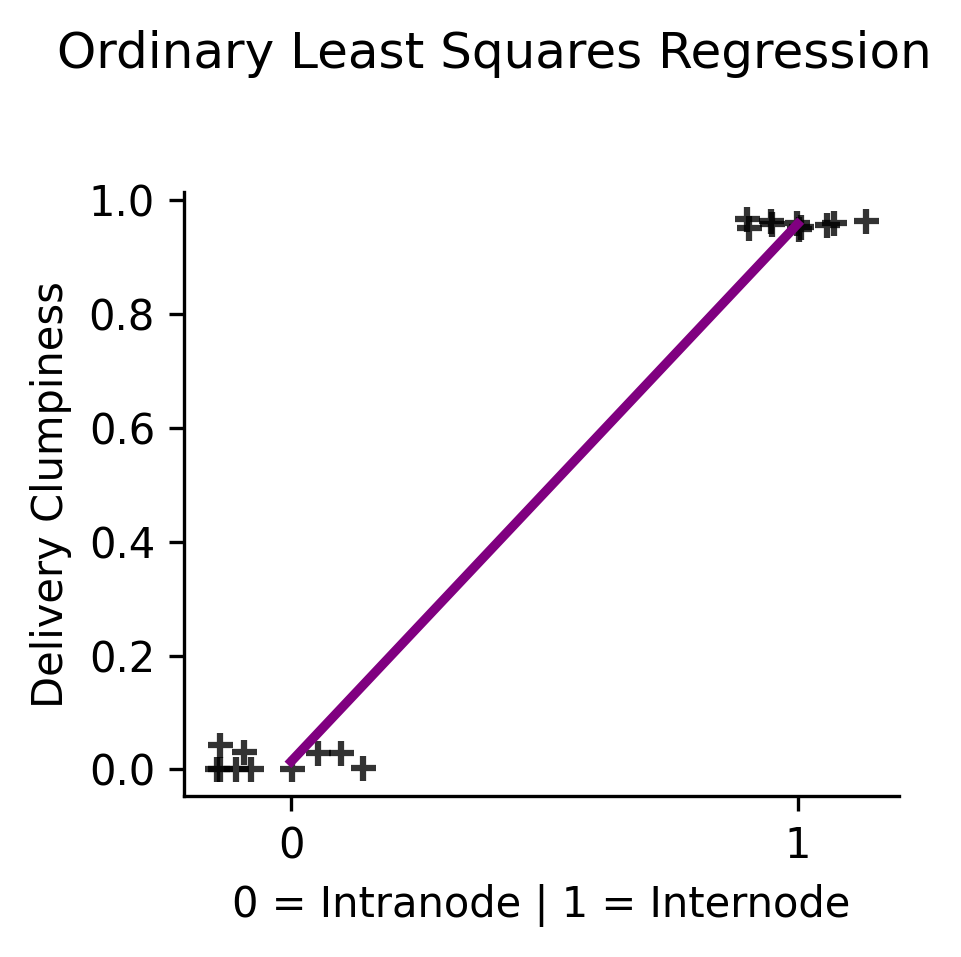 Ordinary Least Squares Regression
Delivery Clumpiness
1.0
0.8
0.6
0.4
0.2
0.0
0 1
0 = Intranode | 1 = Internode